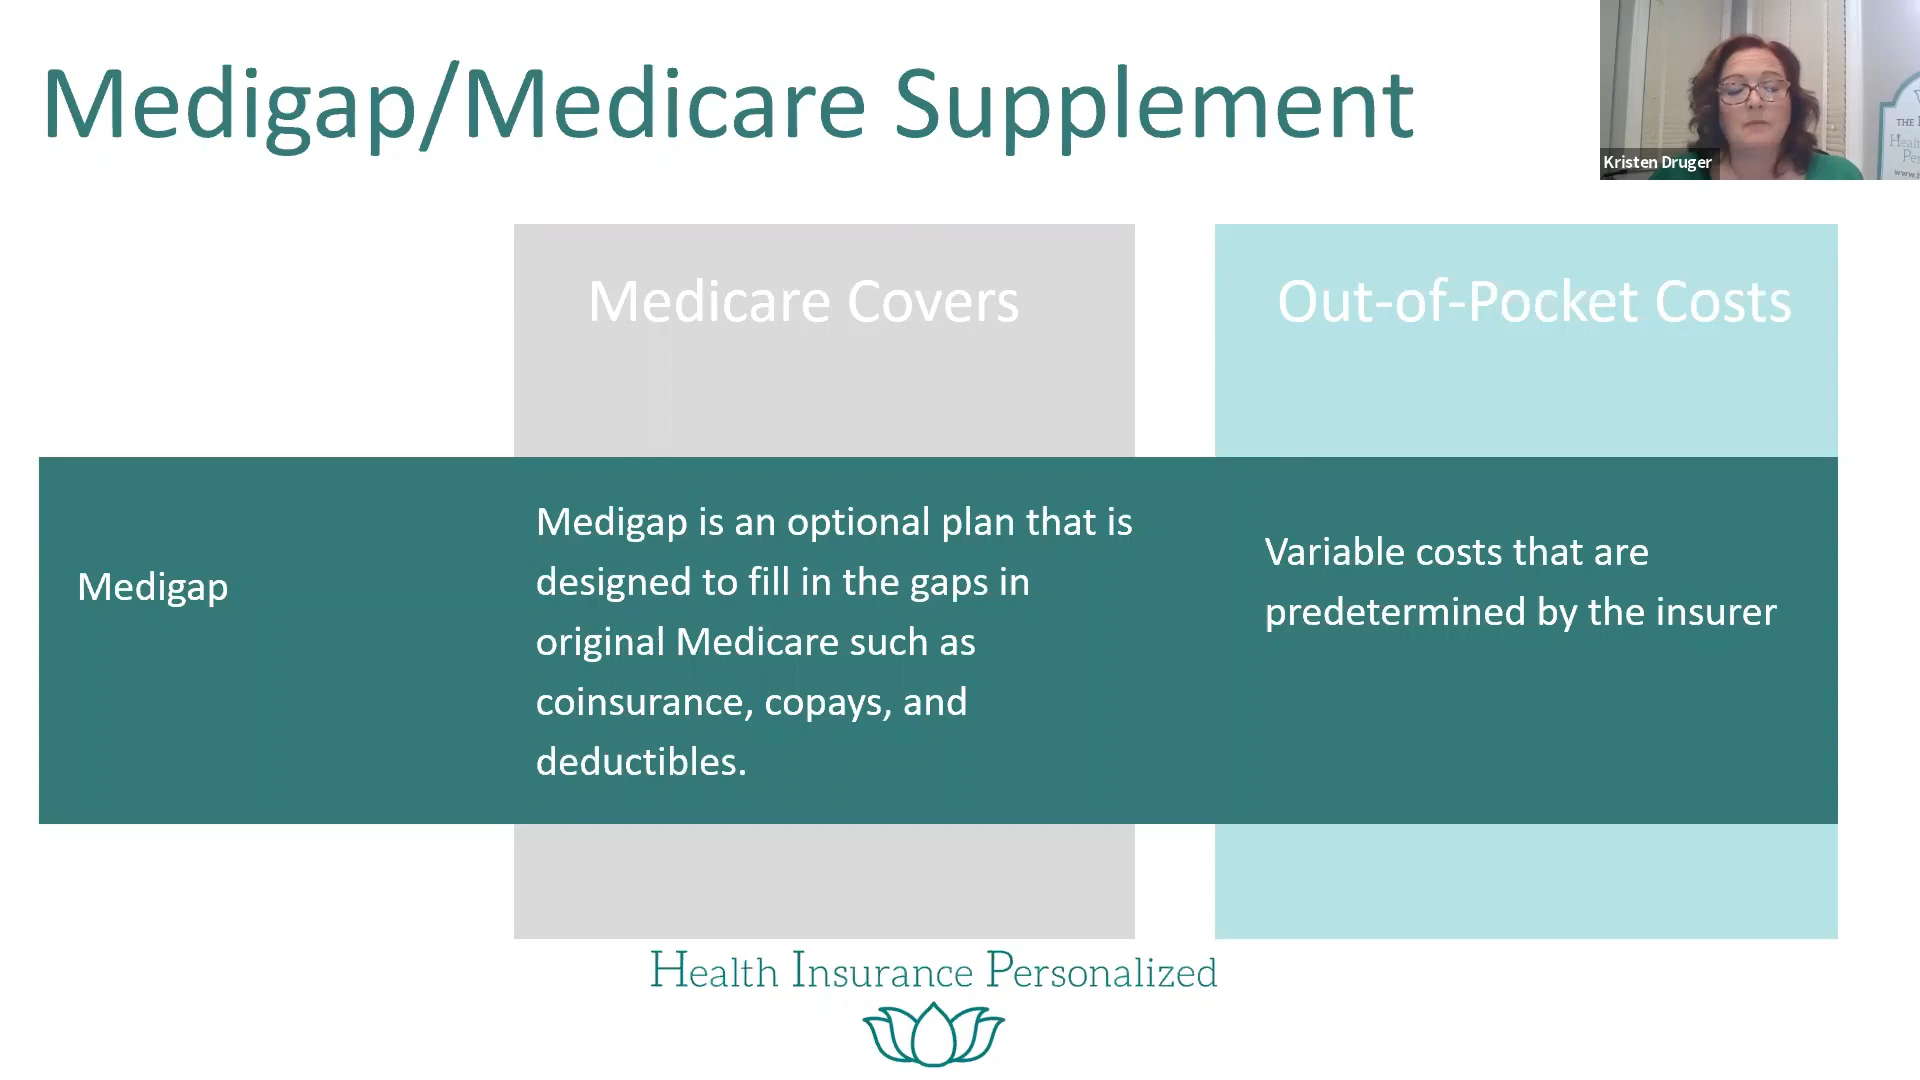 Medigap/Medicare Supplement
Kristen Druger
THE
www.
Medicare Covers
Out-of-Pocket Costs
Medigap
Medigap is an optional plan that is
designed to fill in the gaps in
original Medicare such as
coinsurance, copays, and
deductibles.
Variable costs that are
predetermined by the insurer
Health Insurance Personalized